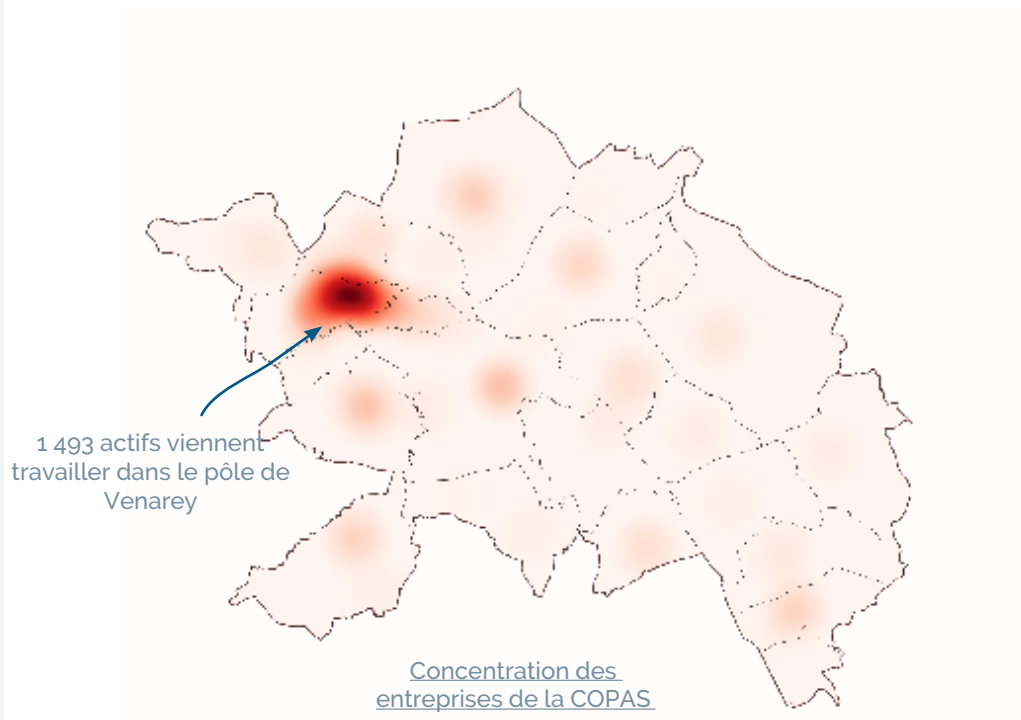 1 493 actifs viennent
travailler dans le pôle de
Venarey
Concentration des
entreprises de la COPAS